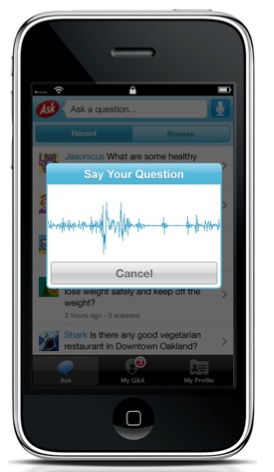 Ask
Ask a question...
Recent
Browse
Jasonicus What are some healthy
Say Your Question
Cancel
lose weight safely and keep off the
weight?
2 hours ago - 3 answers
Shark Is there any good vegetarian
restaurant in Downtown Oakland?
3
Ask
My Q&A
My Profile